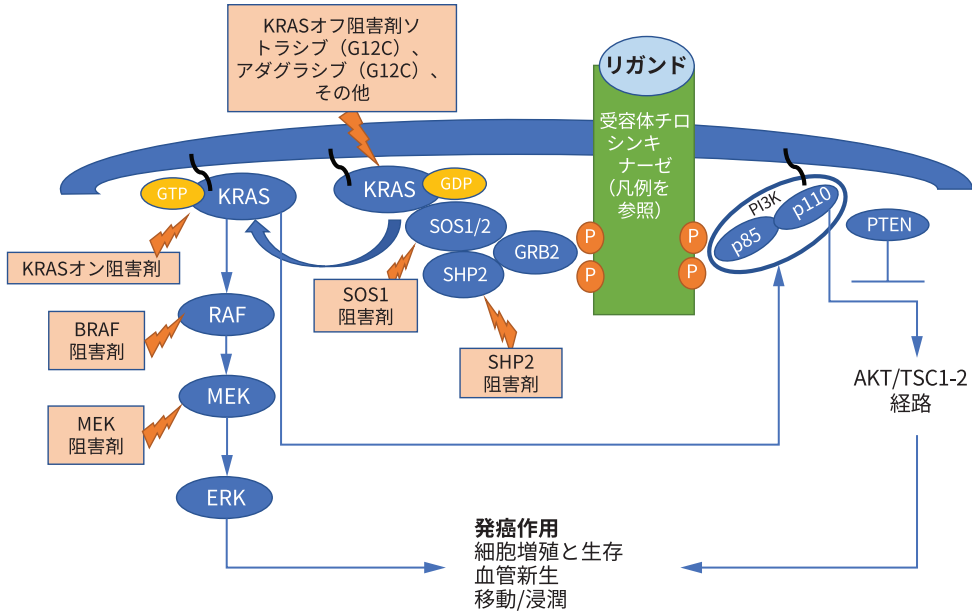 KRASオフ阻害剤ソ
トラシブ（G12C）、
アダグラシブ（G12C）、
その他
リガンド
受容体チロ
シンキ
ナーゼ
（凡例を
参照）
GTP
KRAS
KRAS
GDP
SOS1/2
GRB2
SHP2
P
P
P
P
PI3K
p110
p85
PTEN
KRASオン阻害剤
SOS1
阻害剤
RAF
BRAF
阻害剤
SHP2
阻害剤
MEK
MEK
阻害剤
AKT/TSC1-2
経路
ERK
発癌作用
細胞増殖と生存
血管新生
移動/浸潤